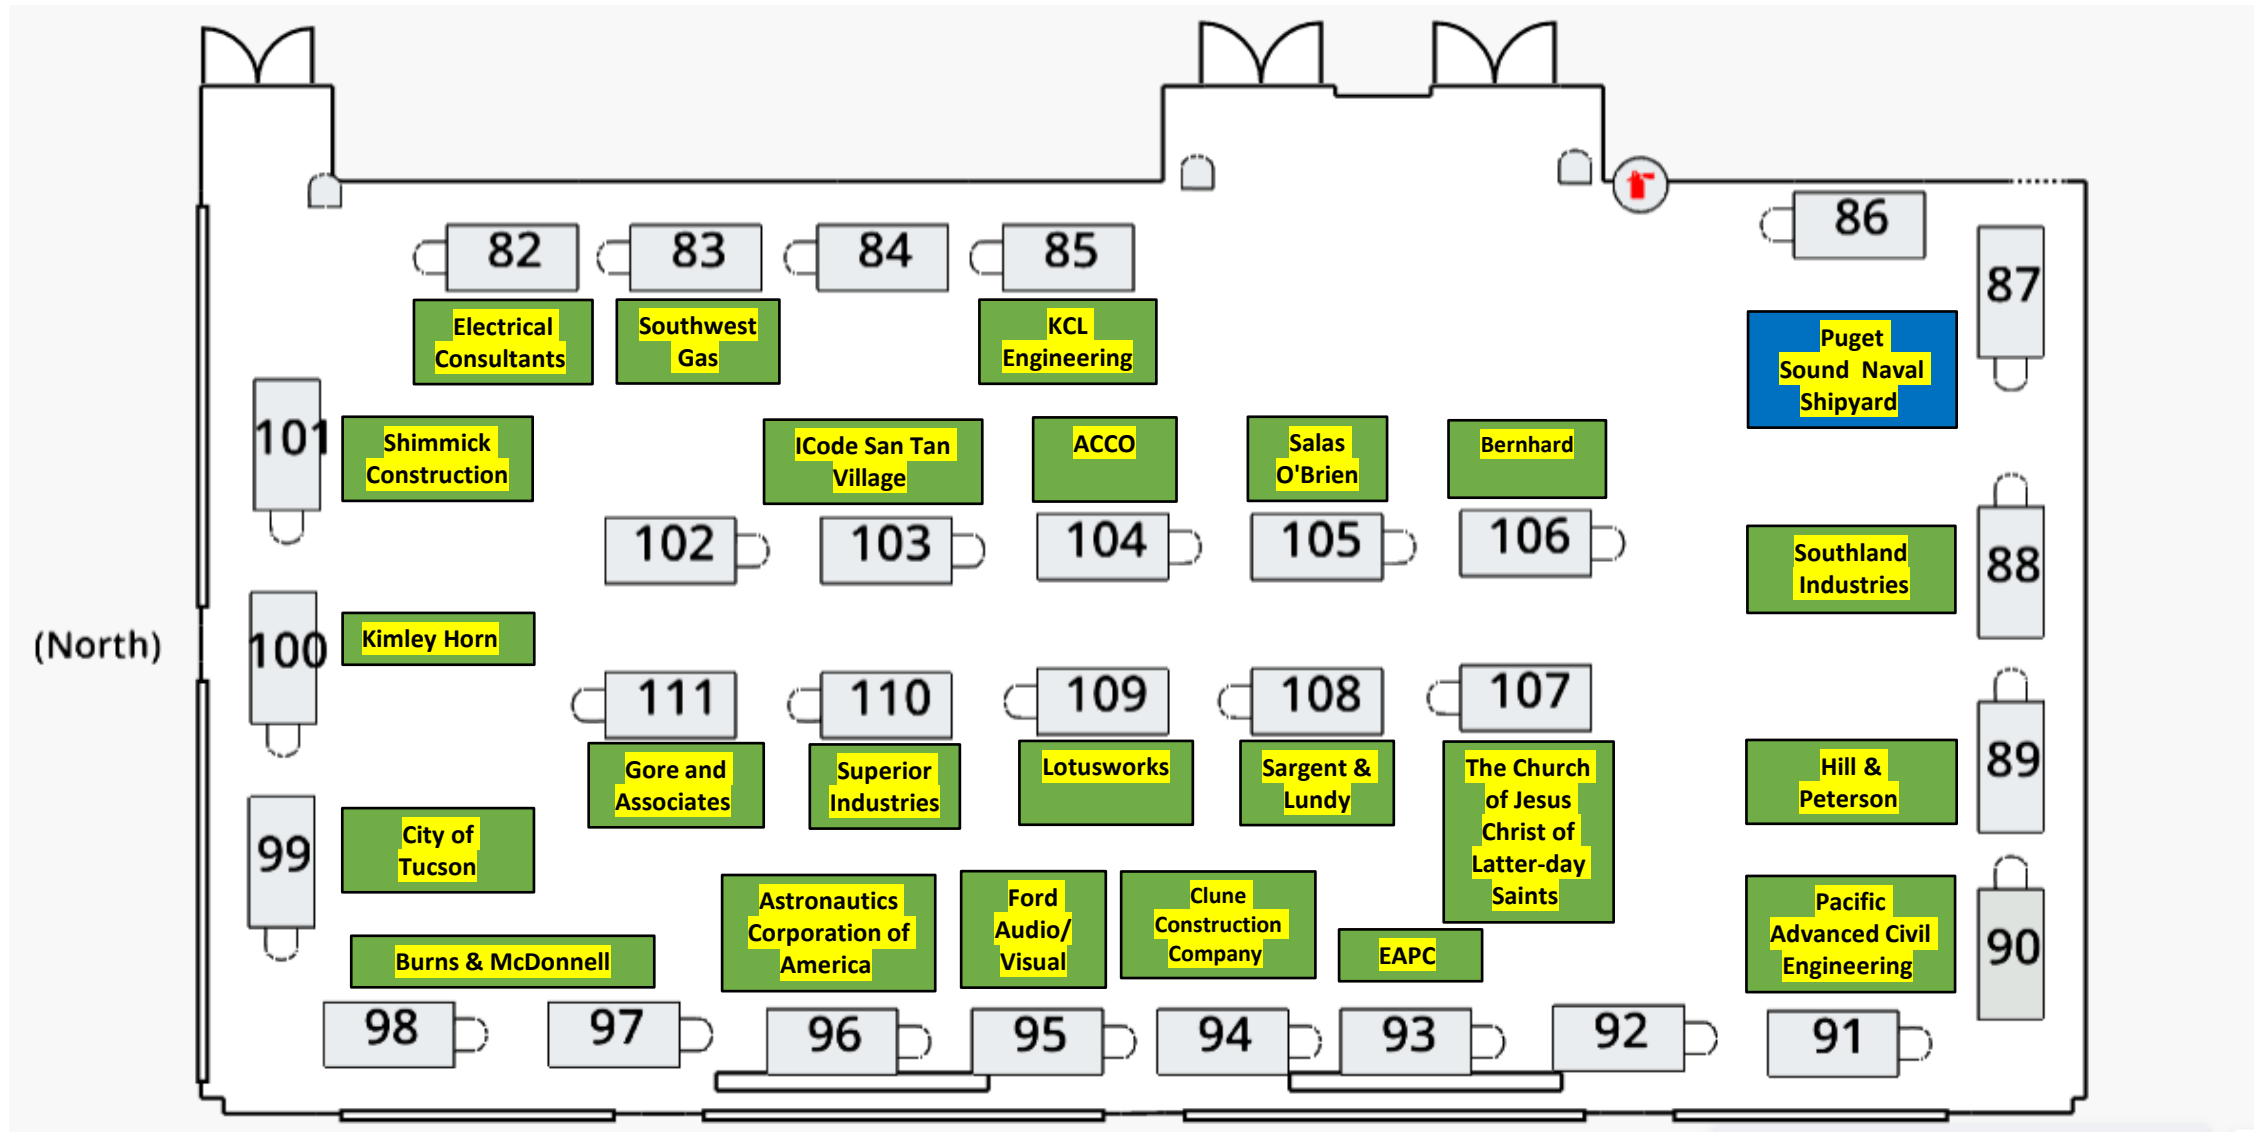 86
82
83
84
85
87
Electrical
Consultants
Southwest
Gas
KCL
Engineering
Puget
Sound  Naval
Shipyard
101
Shimmick
Construction
ICode San Tan
Village
ACCO
Salas
O'Brien
Bernhard
102
103
104
105
106
Southland
Industries
88
(North)
100
Kimley Horn
111
110
109
108
107
Gore and
Associates
Superior
Industries
Lotusworks
Sargent &
Lundy
The Church
of Jesus
Christ of
Latter-day
Saints
Hill &
Peterson
89
99
City of
Tucson
Burns & McDonnell
Astronautics
Corporation of
America
Ford
Audio/
Visual
Clune
Construction
Company
EAPC
Pacific
Advanced Civil
Engineering
90
98
97
96
95
94
93
92
91